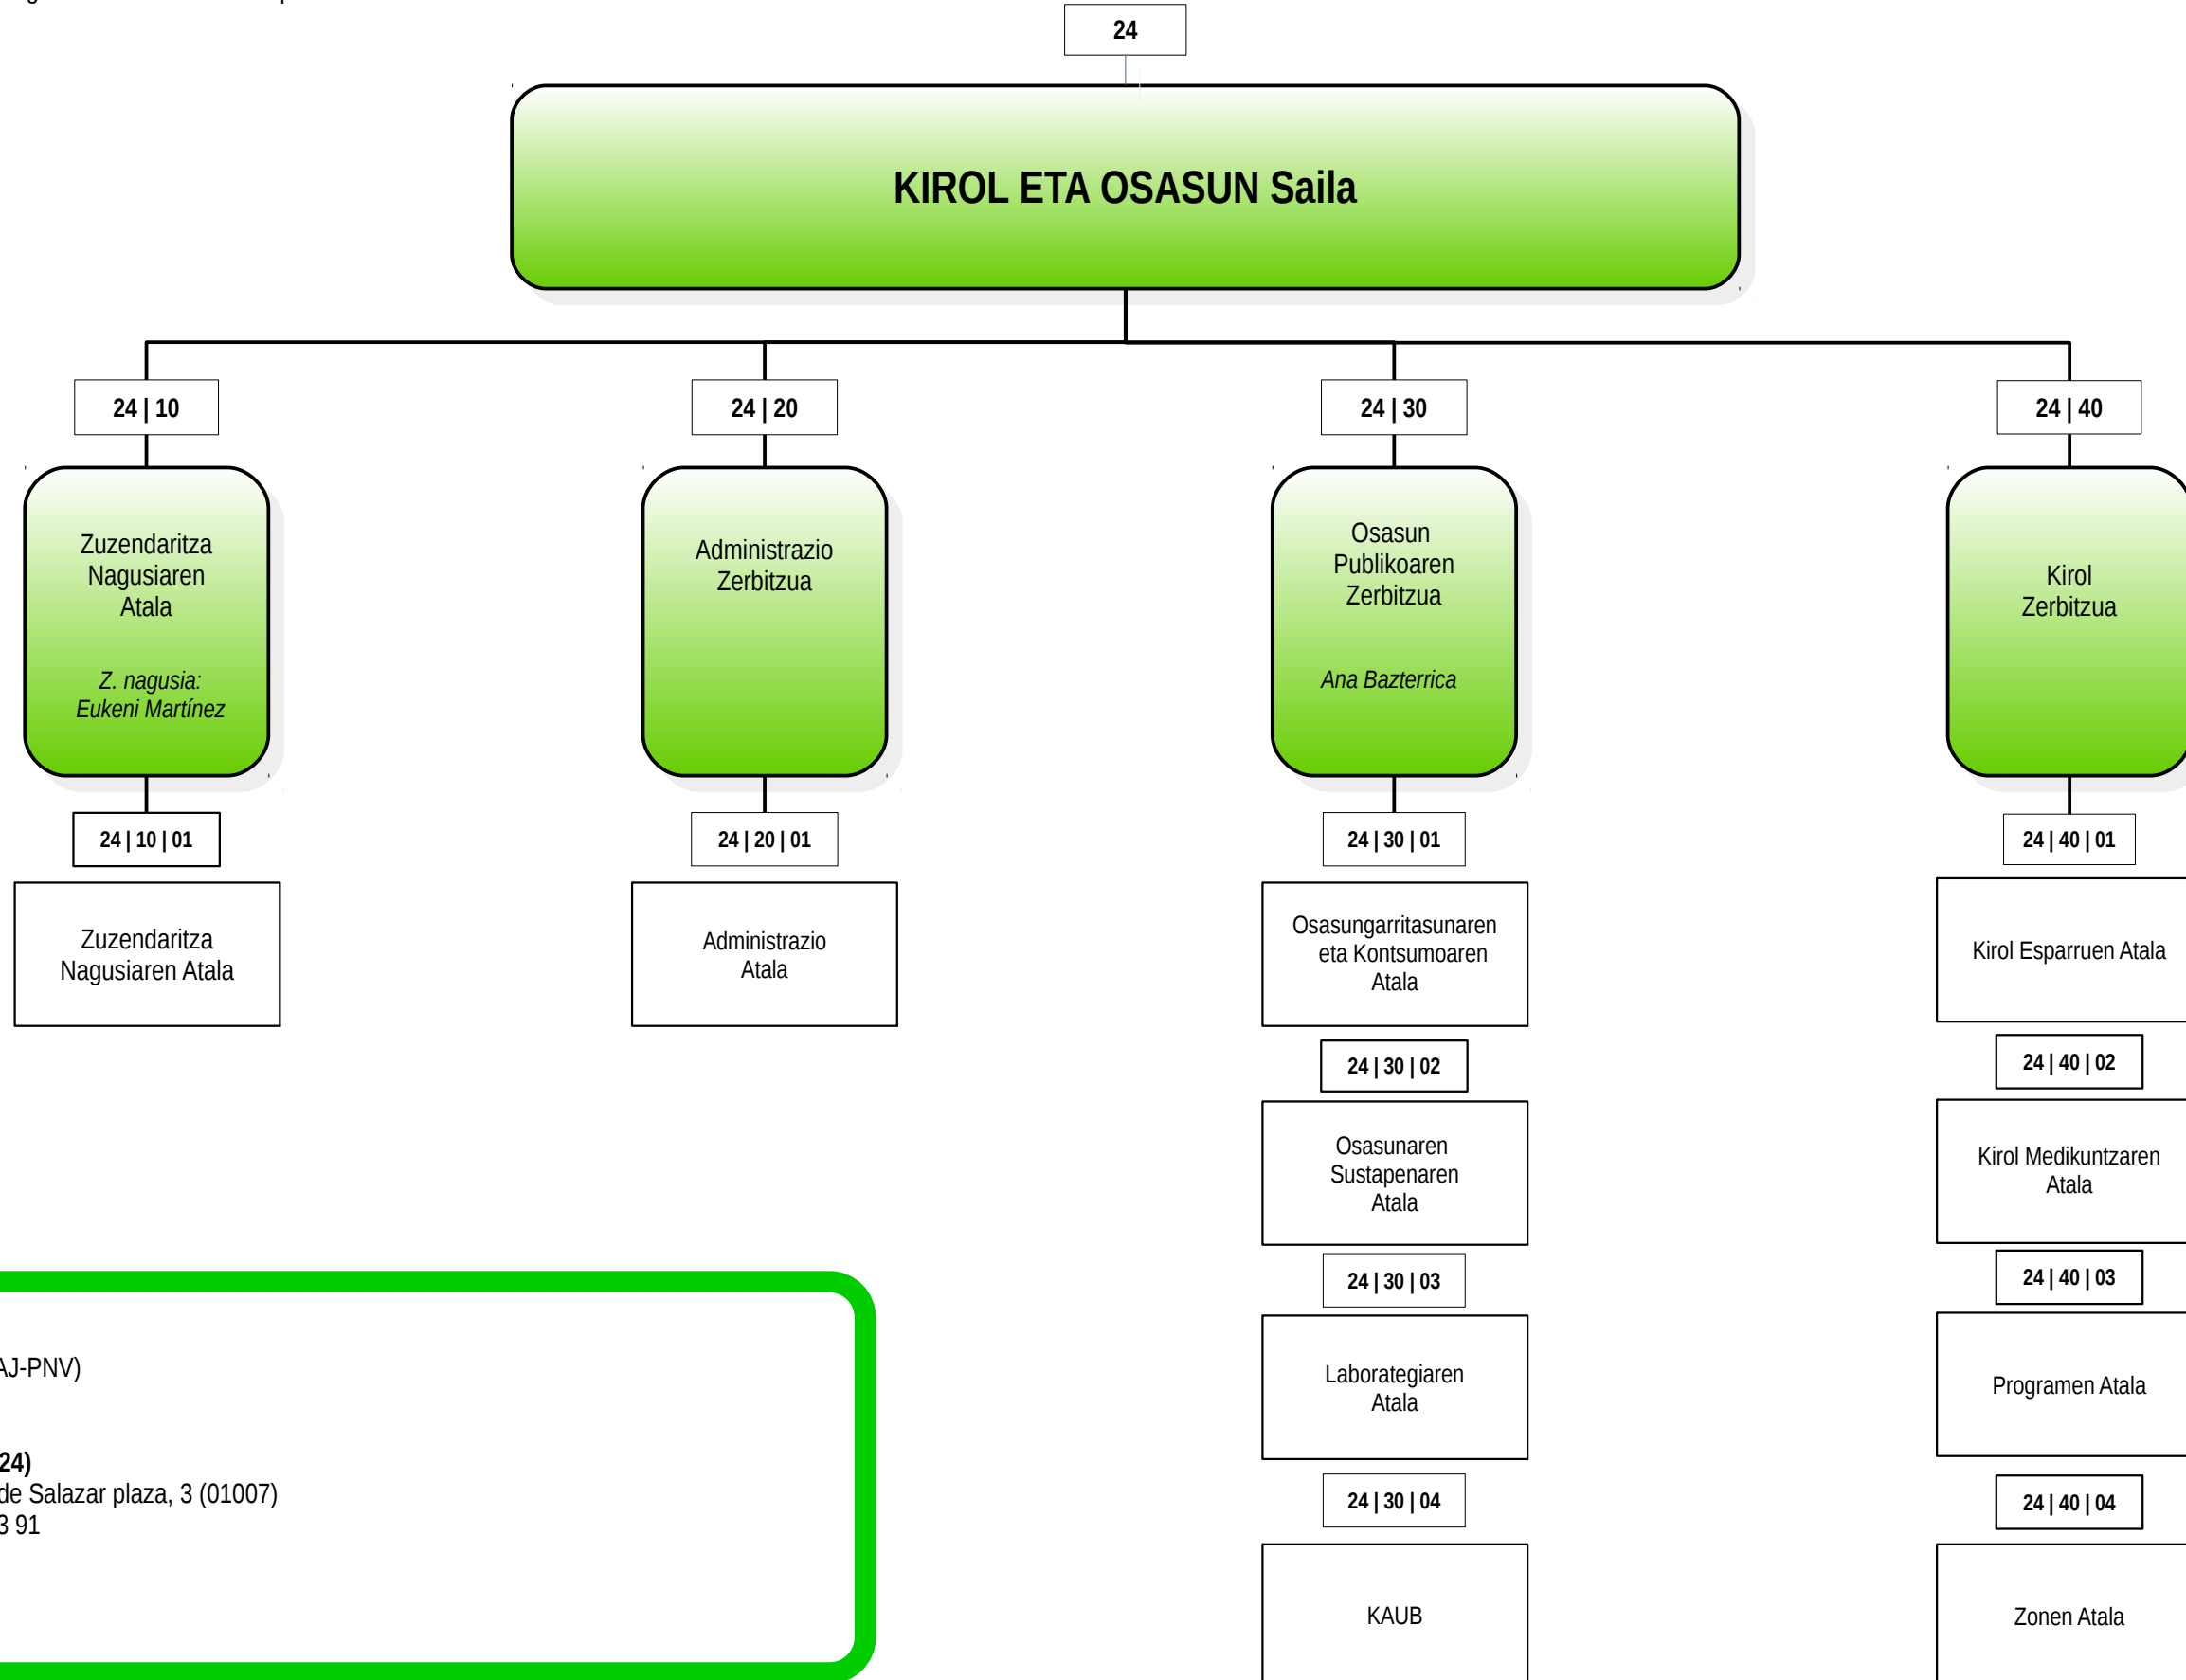 24
KIROL ETA OSASUN Saila
24 | 10
24 | 20
24 | 30
24 | 40
Zuzendaritza
Nagusiaren
Atala
Z. nagusia:
Eukeni Martínez
Administrazio
Zerbitzua
Osasun
Publikoaren
Zerbitzua
Ana Bazterrica
Kirol
Zerbitzua
24 | 10 | 01
24 | 20 | 01
24 | 30 | 01
24 | 40 | 01
Zuzendaritza
Nagusiaren Atala
Administrazio
Atala
Osasungarritasunaren
eta Kontsumoaren
Atala
Kirol Esparruen Atala
24 | 30 | 02
24 | 40 | 02
Osasunaren
Sustapenaren
Atala
Kirol Medikuntzaren
Atala
24 | 30 | 03
24 | 40 | 03
Laborategiaren
Atala
Programen Atala
24 | 30 | 04
24 | 40 | 04
KAUB
Zonen Atala
AJ-PNV)
24)
de Salazar plaza, 3 (01007)
3 91